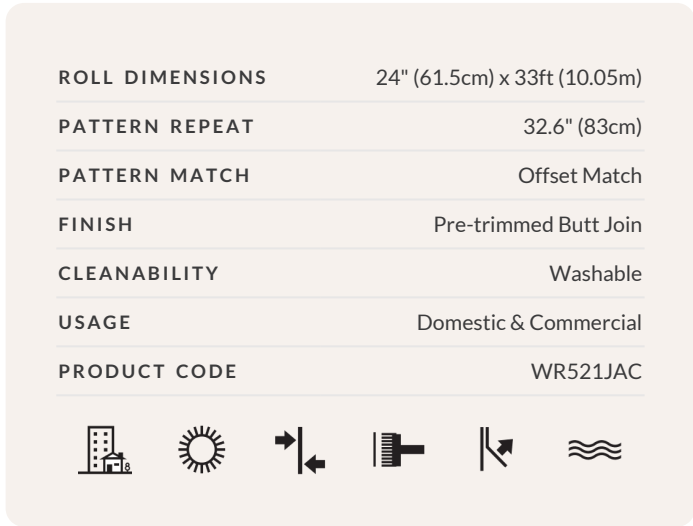 ROLL DIMENSIONS 24" (61.5cm) x 33ft (10.05m)
PATTERN REPEAT 32.6" (83cm)
PATTERN MATCH Offset Match
FINISH Pre-trimmed Butt Join
CLEANABILITY Washable
USAGE Domestic & Commercial
PRODUCT CODE WR521JAC
8